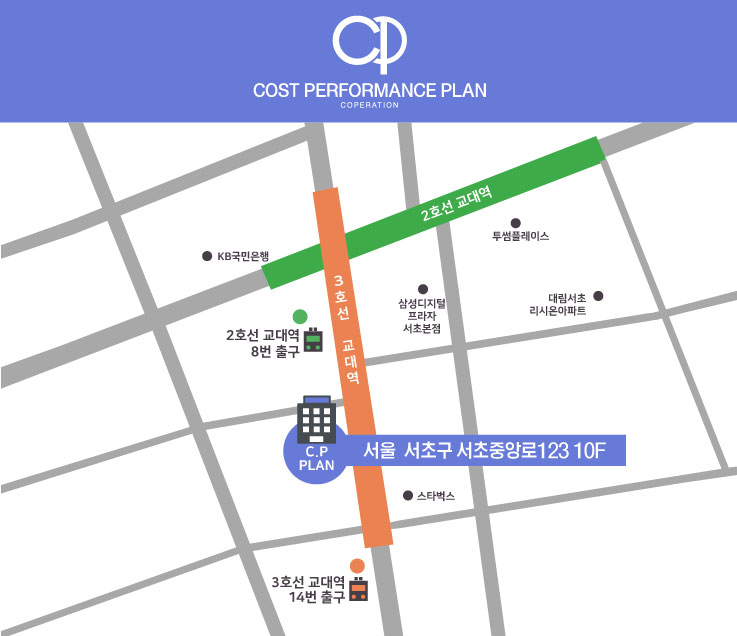 CP
COST PERFORMANCE PLAN
COPERATION
2호선 교대역
투썸플레이스
KB국민은행
3호선 교대역
삼성디지털
프라자
서초본점
대림서초
리시온아파트
2호선 교대역
8번 출구
C.P
PLAN
서울 서초구 서초중앙로123 10F
스타벅스
3호선 교대역
14번 출구